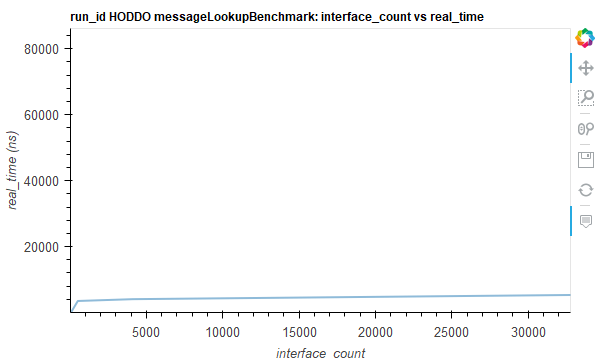 run_id HODDO messageLookupBenchmark: interface_count vs real_time
80000
60000
40000
20000
real_time (ns)
5000 10000 15000 20000 25000 30000
interface_count